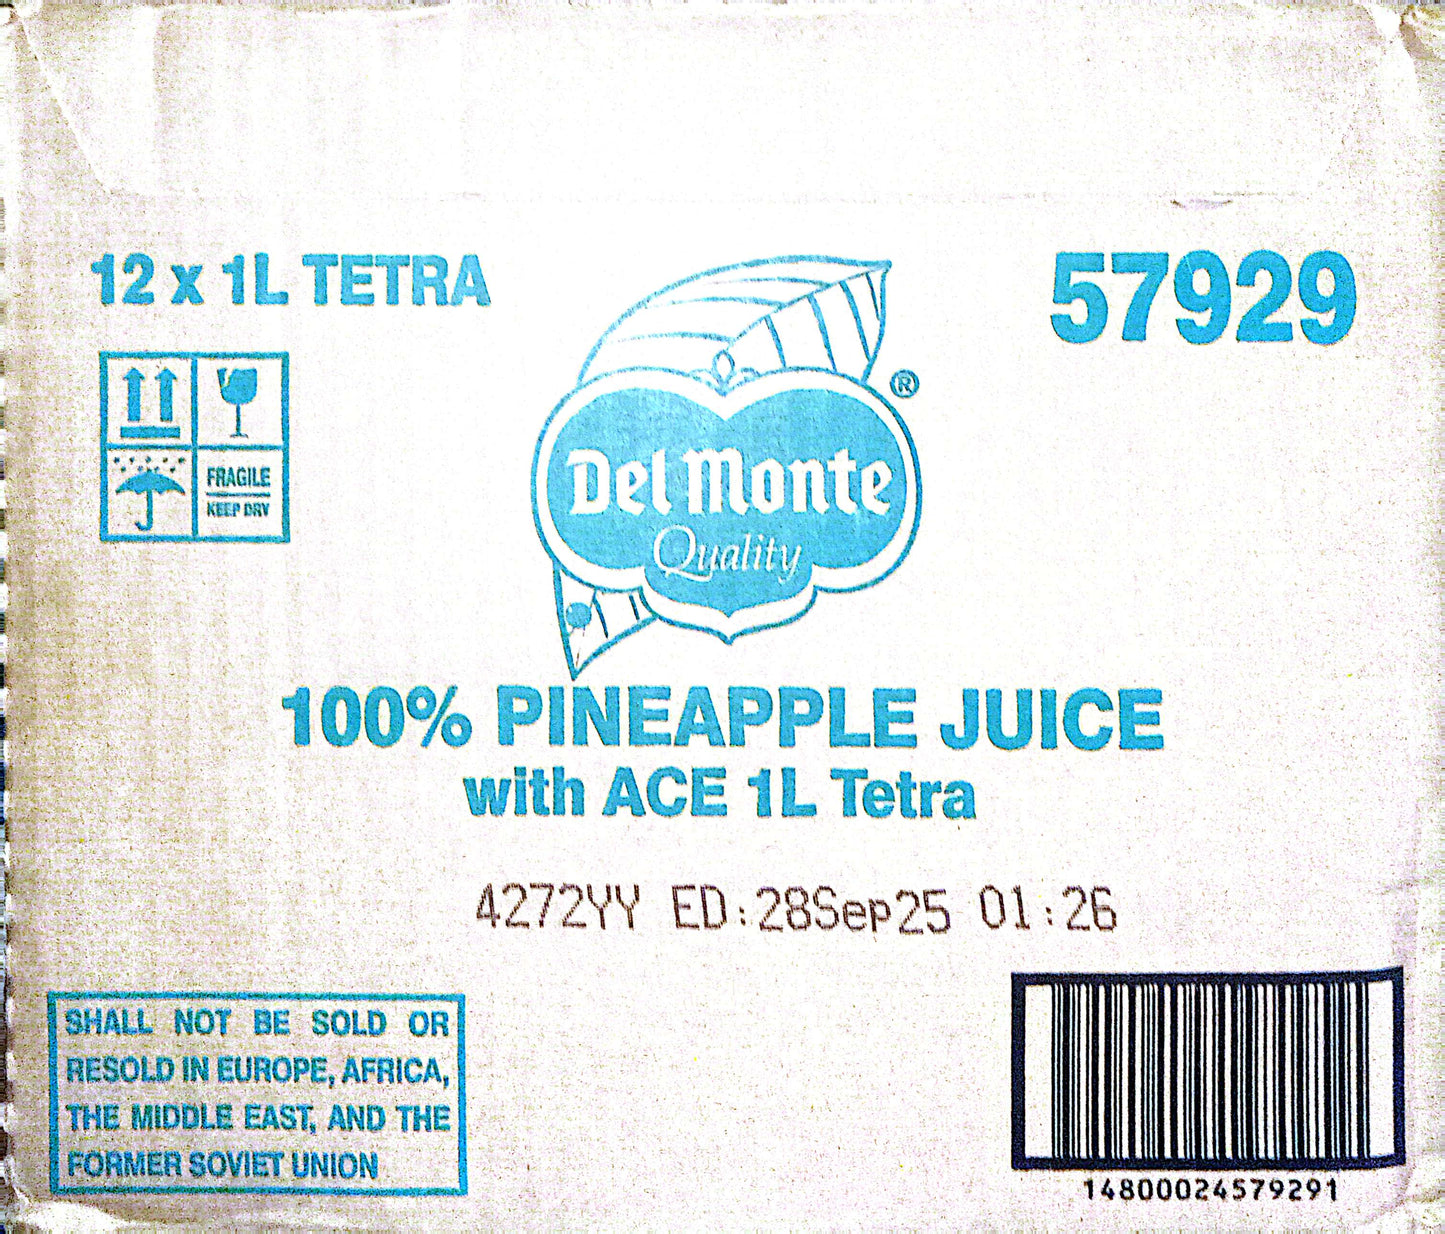 12 x 1L TETRA
57929
FRAGILE
KEEP DRY
®
Del Monte
Quality
100% PINEAPPLE JUICE
with ACE 1L Tetra
4272YY ED:28Sep25 01:26
SHALL NOT BE SOLD OR
RESOLD IN EUROPE, AFRICA,
THE MIDDLE EAST, AND THE
FORMER SOVIET UNION
14800024579291